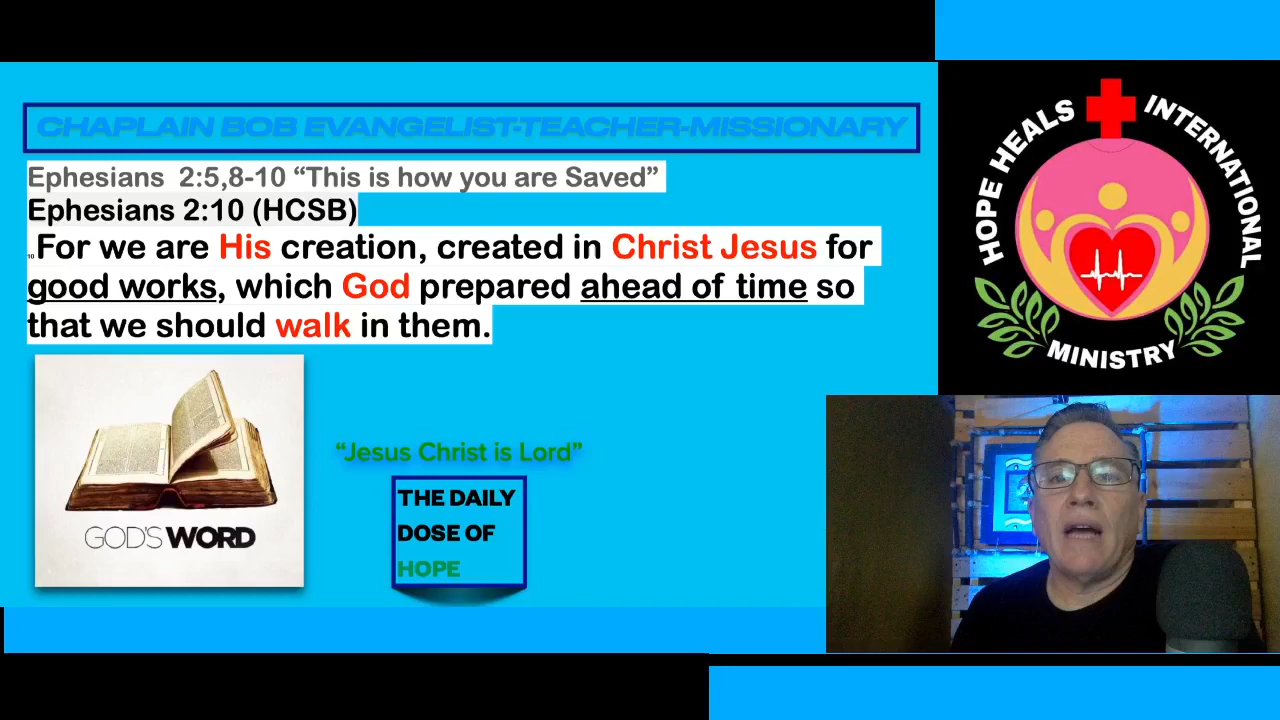 CHAPLAIN BOB EVANGELIST-TEACHER-MISSIONARY
Ephesians 2:5,8-10 “This is how you are Saved”
Ephesians 2:10 (HCSB)
10.For we are His creation, created in Christ Jesus for
good works, which God prepared ahead of time so
that we should walk in them.
GOD'S WORD
“Jesus Christ is Lord”
THE DAILY
DOSE OF
HOPE
HOPE HEALS INTERNATIONAL
MINISTRY